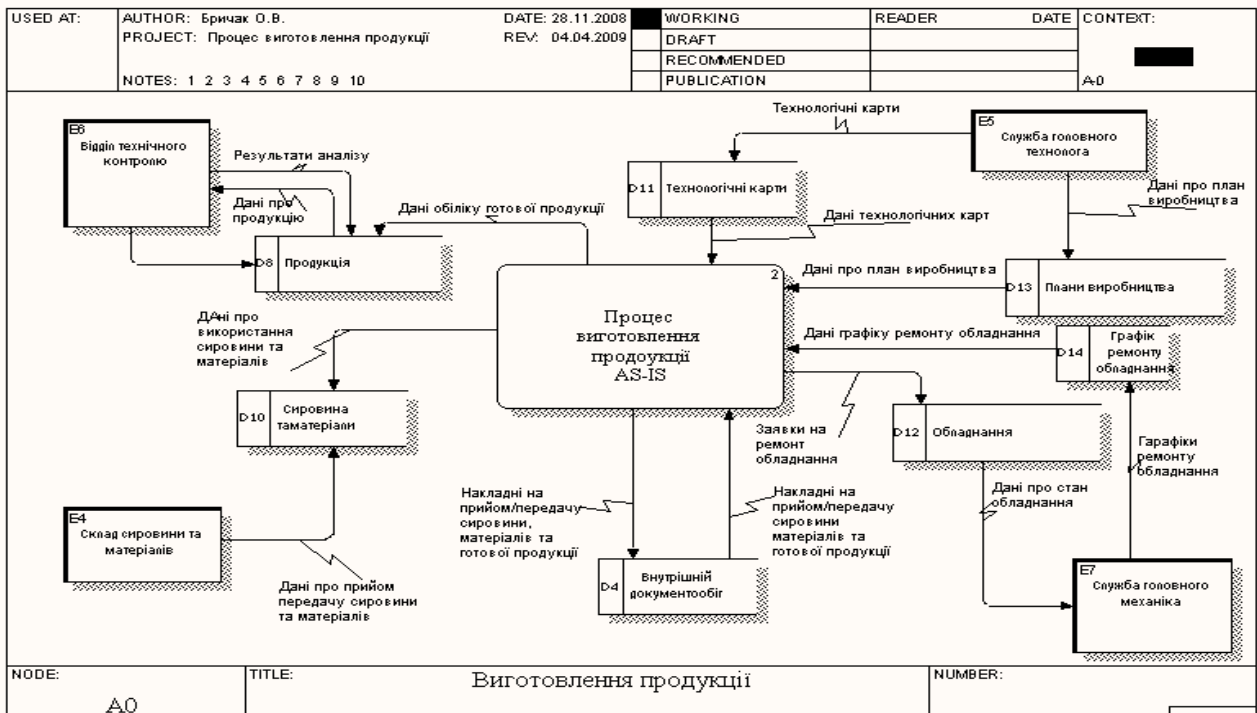 USED AT:
AUTHOR: Бричак О.В.
DATE: 28.11.2008
WORKING
READER
DATE
CONTEXT:
PROJECT: Процес виготовлення продукції
REV: 04.04.2009
DRAFT
RECOMMENDED
NOTES: 1 2 3 4 5 6 7 8 9 10
PUBLICATION
A-0
Технологічні карти
E6
Відділ технічного
контролю
E5
Служба головного
технолога
Результати аналізу
D11
Технологічні карти
Дані про план
виробництва
Дані про
продукцію
Дані обіліку готової продукції
Дані технологічних карт
D8
Продукція
2
Процес
виготовлення
продоукції
AS-IS
Дані про план виробництва
D13
Плани виробництва
ДАні про
використання
сировини та
матеріалів
Дані графіку ремонту обладнання
D14
Графік
ремонту
обладнання
D10
Сировина
таматеріали
Заявки на
ремонт
обладнання
D12
Обладнання
Гарафіки
ремонту
обладнання
Накладні на
прийом/передачу
сировини,
матеріалів та
готової продукції
Накладні на
прийом/передачу
сировини
матеріалів та
готової продукції
Дані про стан
обладнання
E4
Склад сировини та
матеріалів
Дані про прийом
передачу сировини
та матеріалів
D4
Внутрішній
документообіг
E7
Служба головного
механіка
NODE:
TITLE:
Виготовлення продукції
NUMBER:
A0